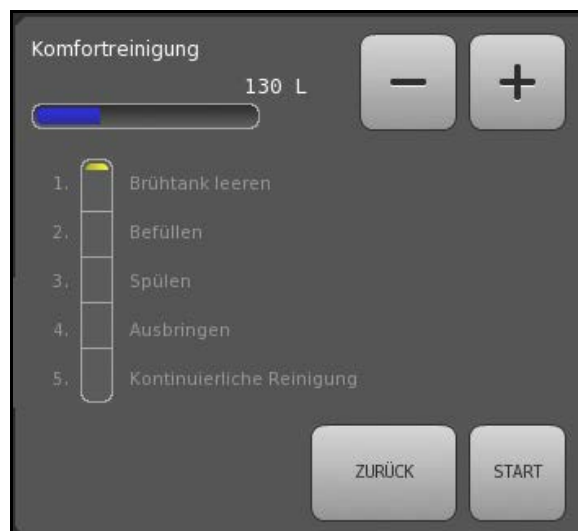 Komfortreinigung
130 L
1. Brühtank leeren
2. Befüllen
3. Spülen
4. Ausbringen
5. Kontinuierliche Reinigung
ZURÜCK
START